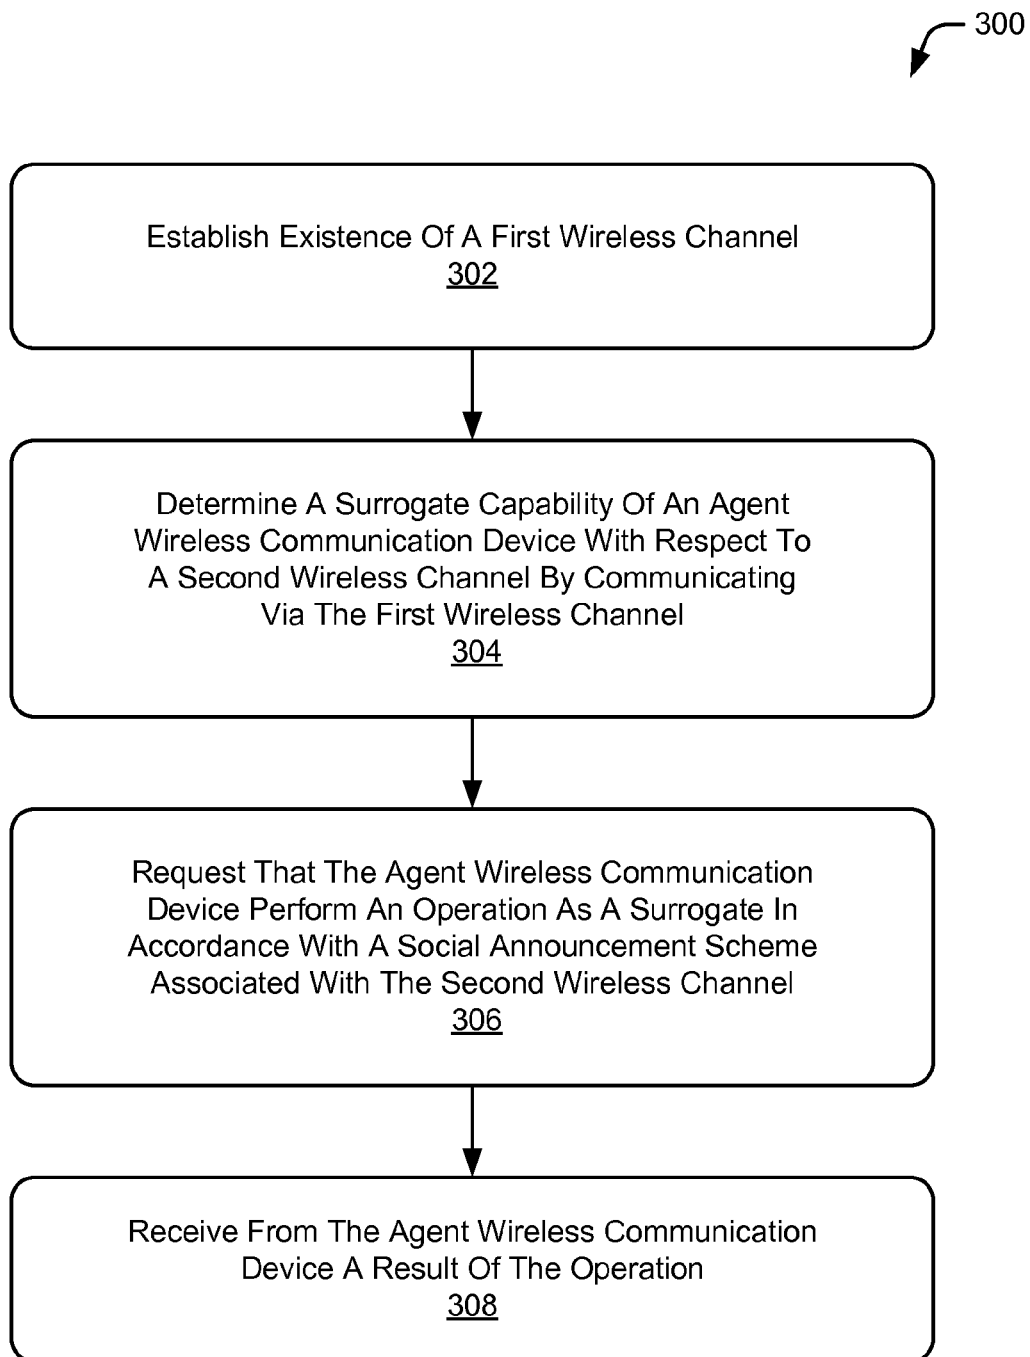 300
Establish Existence Of A First Wireless Channel
302
Determine A Surrogate Capability Of An Agent
Wireless Communication Device With Respect To
A Second Wireless Channel By Communicating
Via The First Wireless Channel
304
Request That The Agent Wireless Communication
Device Perform An Operation As A Surrogate In
Accordance With A Social Announcement Scheme
Associated With The Second Wireless Channel
306
Receive From The Agent Wireless Communication
Device A Result Of The Operation
308